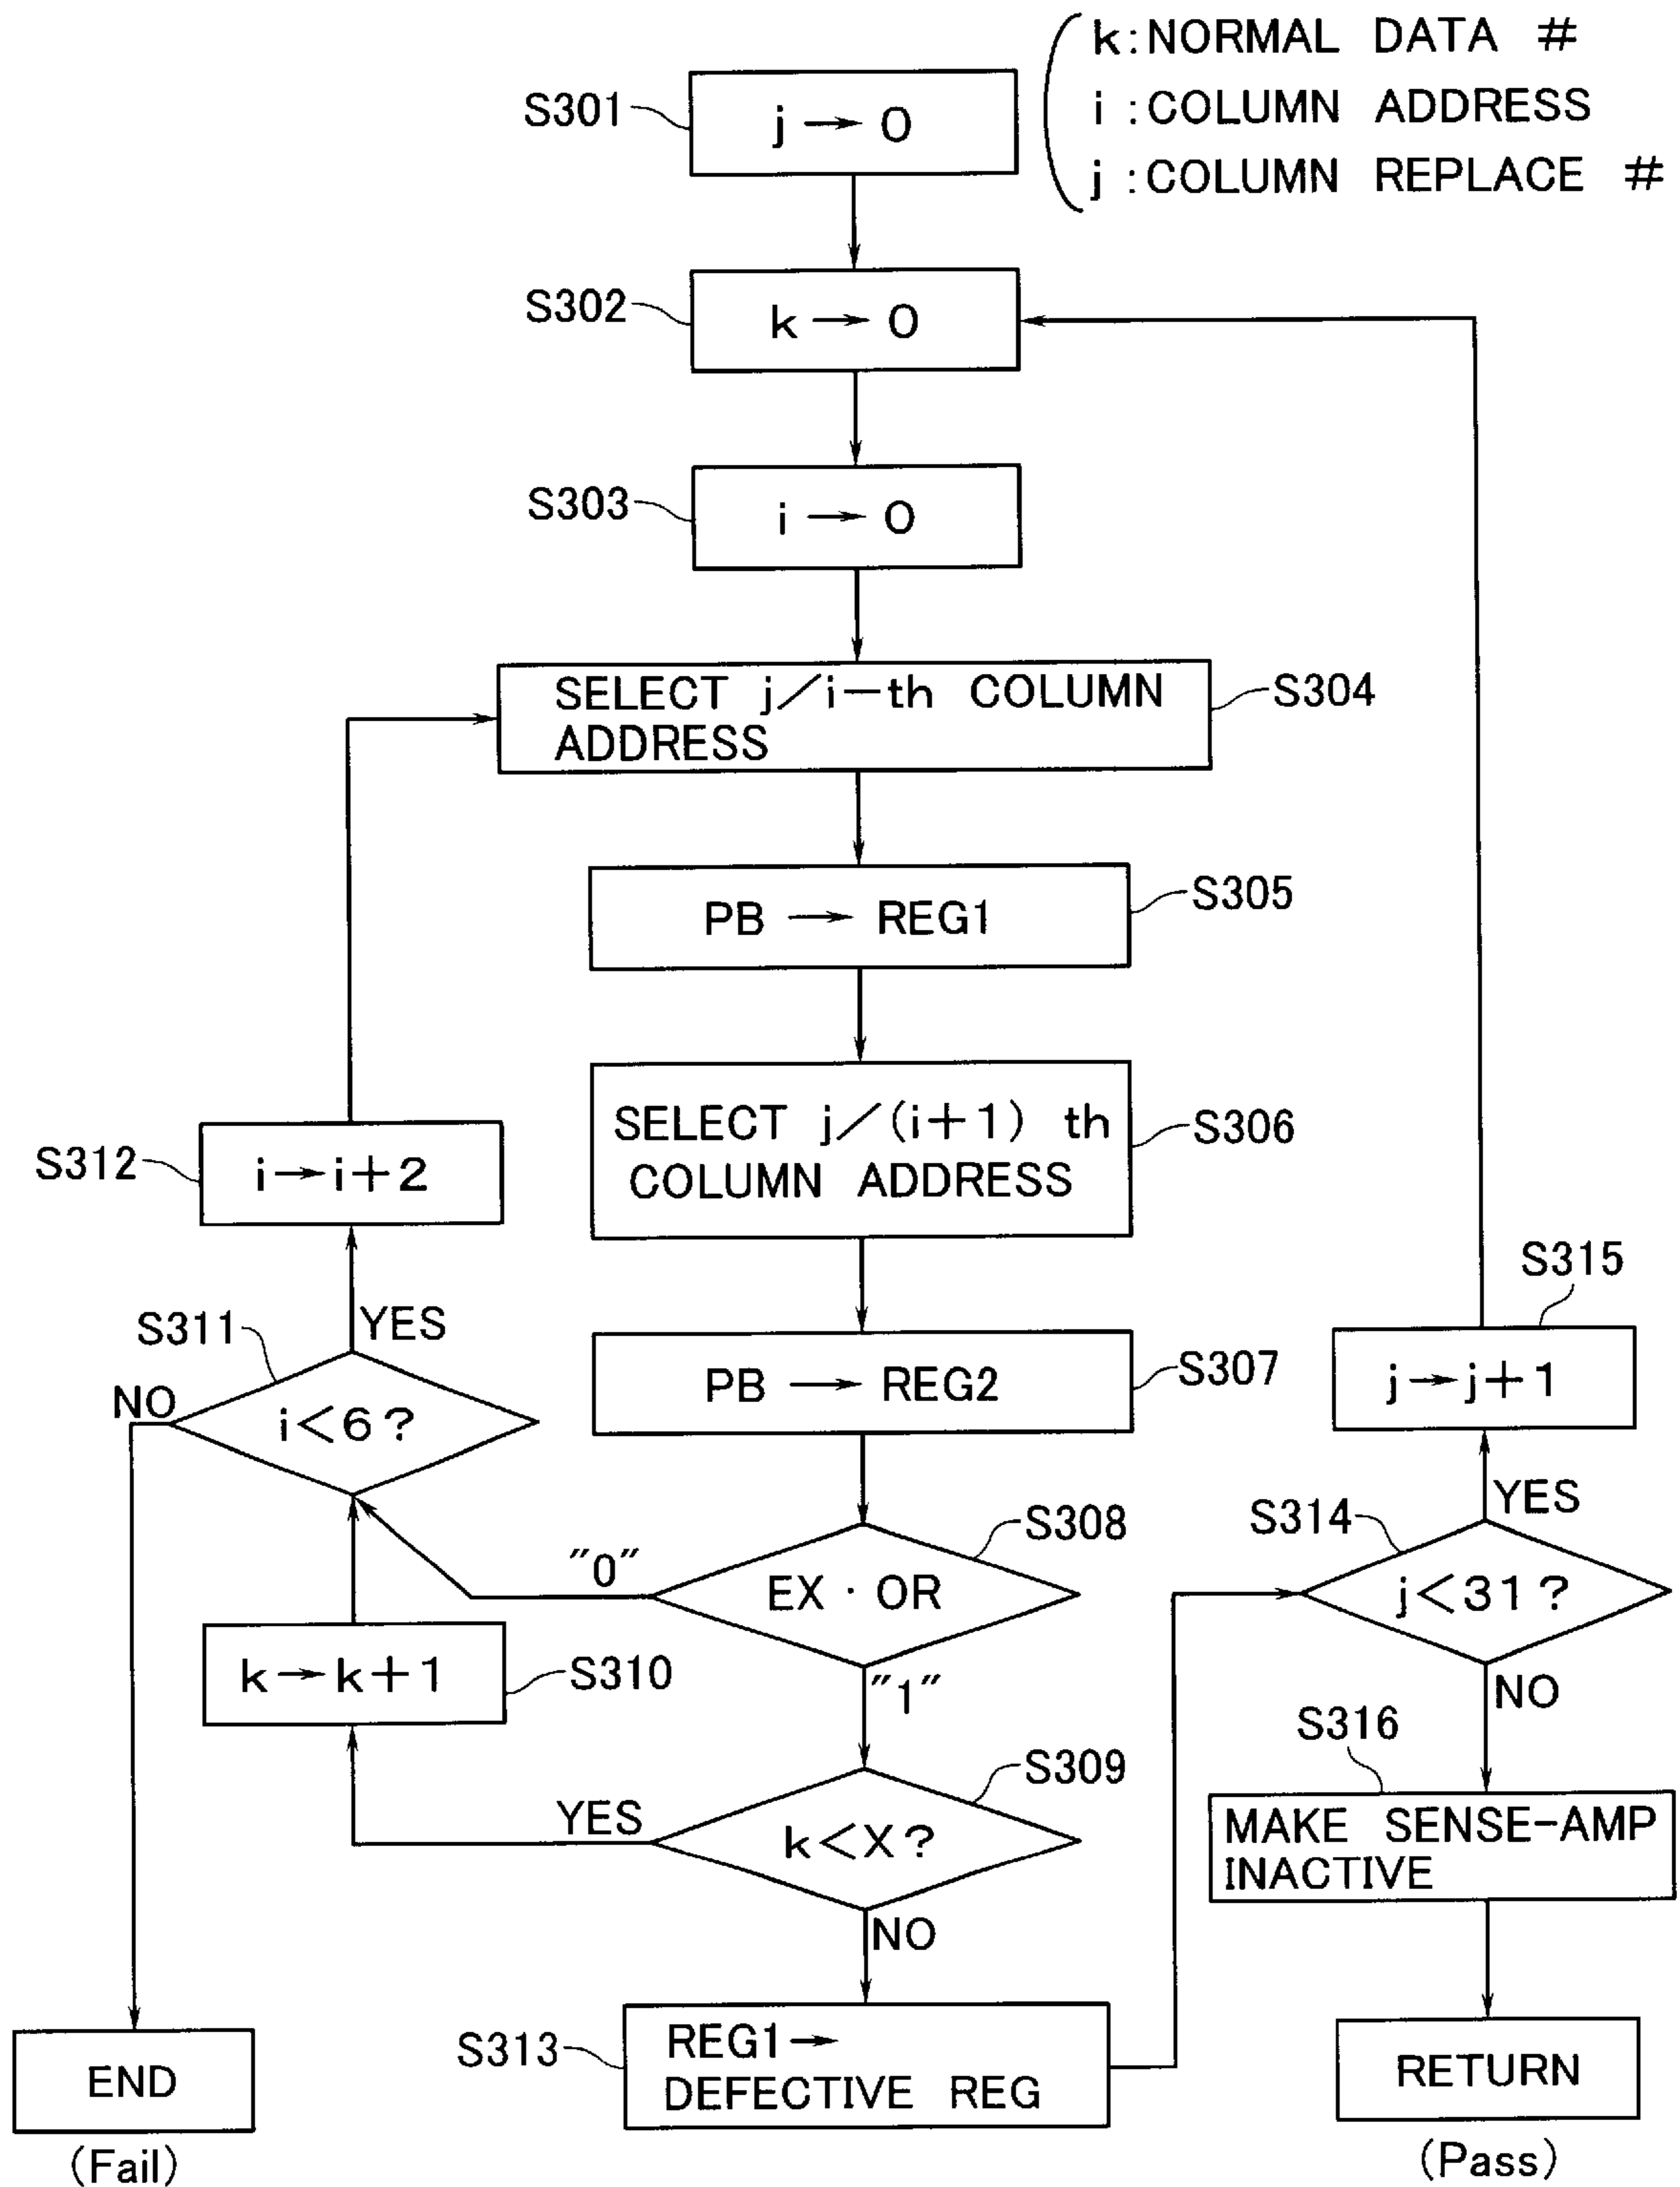 k:NORMAL DATA #
i:COLUMN ADDRESS
j:COLUMN REPLACE #
S301
j → 0
S302
k → 0
S303
i → 0
SELECT j/i-th COLUMN
ADDRESS
S304
PB → REG1
S305
SELECT j/(i+1) th
COLUMN ADDRESS
S306
S312
i→i+2
PB → REG2
S307
S311
YES
NO
i<6?
S315
j→j+1
EX·OR
S308
"0"
"1"
S314
YES
j<31?
NO
k→k+1
S310
k<X?
S309
YES
NO
S316
MAKE SENSE-AMP
INACTIVE
S313
REG1→
DEFECTIVE REG
END
(Fail)
RETURN
(Pass)